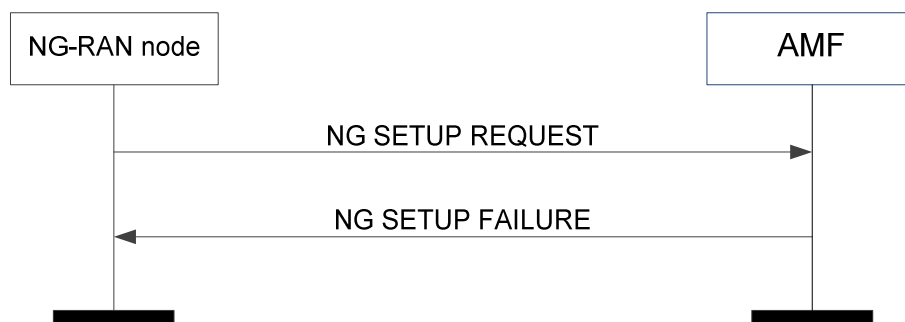 NG-RAN node
AMF
NG SETUP REQUEST
NG SETUP FAILURE